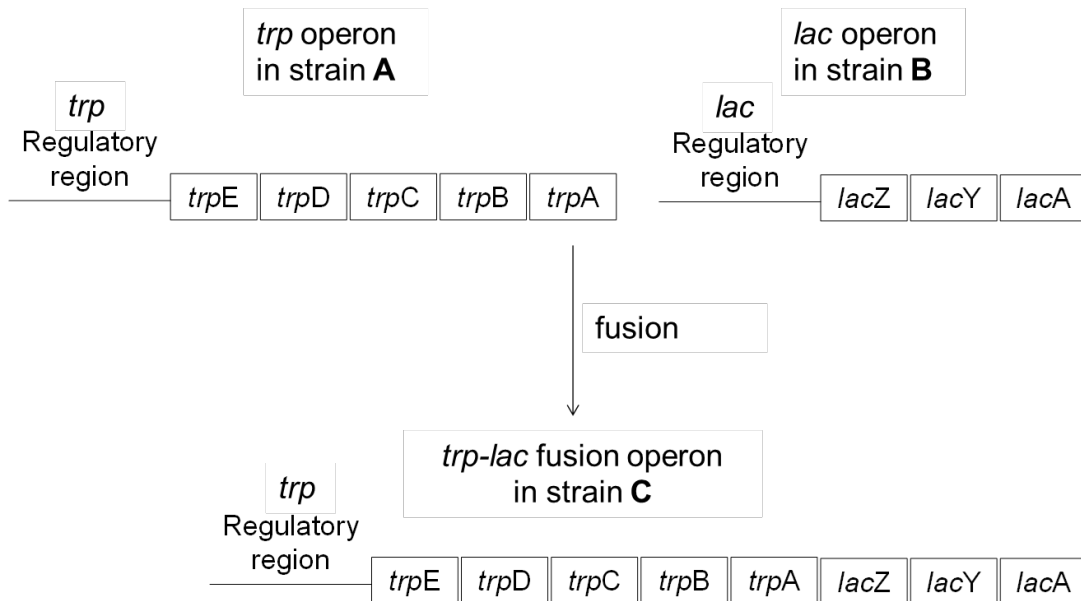 trp operon
in strain A
lac operon
in strain B
trp
Regulatory
region
lac
Regulatory
region
trpE trpD trpC trpB trpA
lacZ lacY lacA
fusion
trp-lac fusion operon
in strain C
trp
Regulatory
region
trpE trpD trpC trpB trpA lacZ lacY lacA